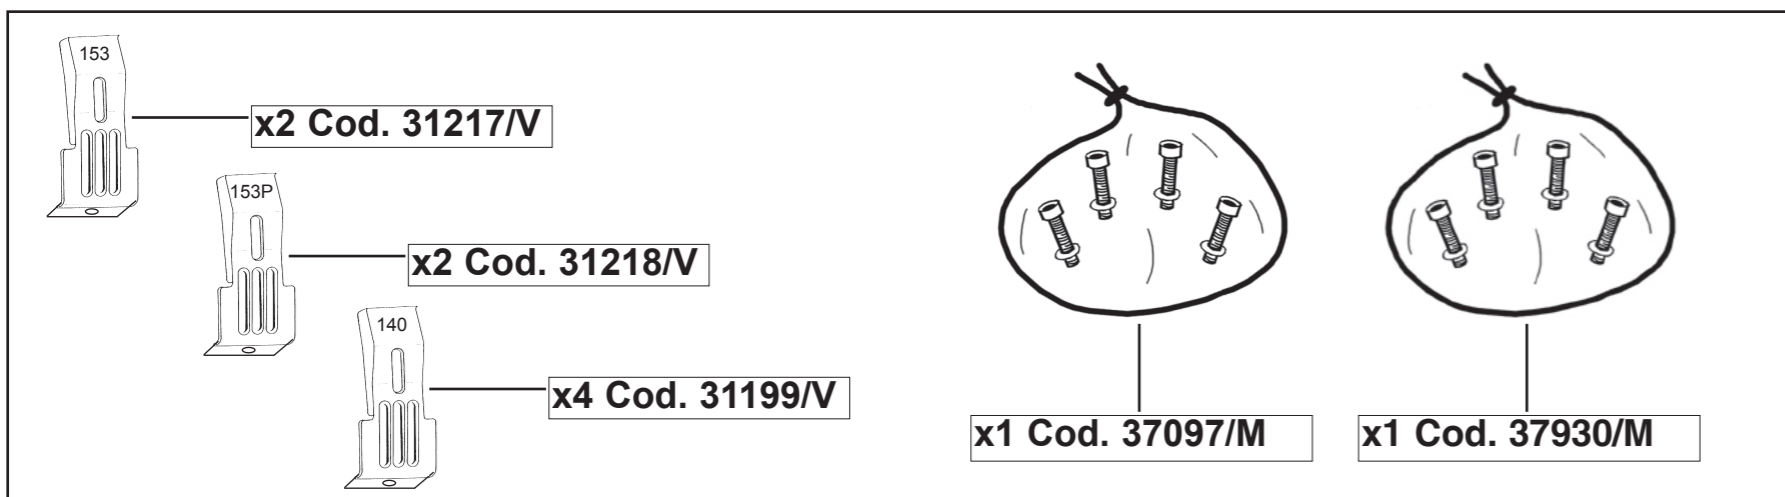 153
x2 Cod. 31217/V
153P
x2 Cod. 31218/V
140
x4 Cod. 31199/V
x1 Cod. 37097/M
x1 Cod. 37930/M